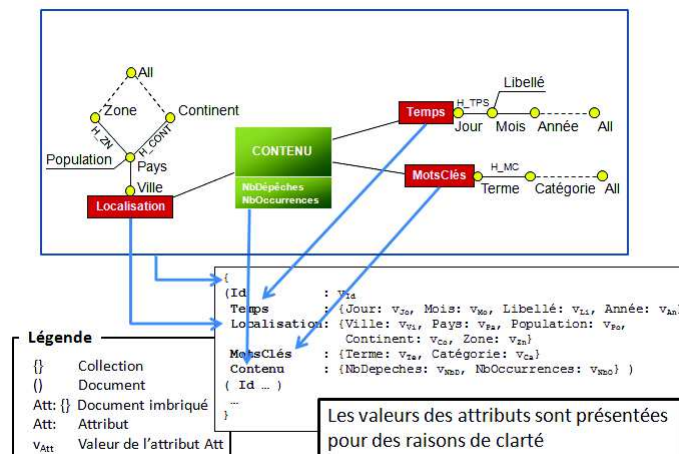 All
Zone
Continent
H_ZN
H_CONT
Population
Pays
Ville
Localisation
CONTENU
NbDépêches
NbOccurrences
Temps
H_TPS
Libellé
Jour
Mois
Année
All
MotsClés
H_MC
Terme
Catégorie
All
{
(Id : vId
Temps : {Jour: vJo, Mois: vMo, Libellé: vLi, Année: vAn}
Localisation: {Ville: vVi, Pays: vPa, Population: vPo,
Continent: vCo, Zone: vZn}
MotsClés : {Terme: vTe, Catégorie: vCa}
Contenu : {NbDepeches: vNbD, NbOccurrences: vNbO} )
( Id … )
…
}
Légende
{} Collection
() Document
Att: {} Document imbriqué
Att: Attribut
vAtt Valeur de l'attribut Att
Les valeurs des attributs sont présentées
pour des raisons de clarté